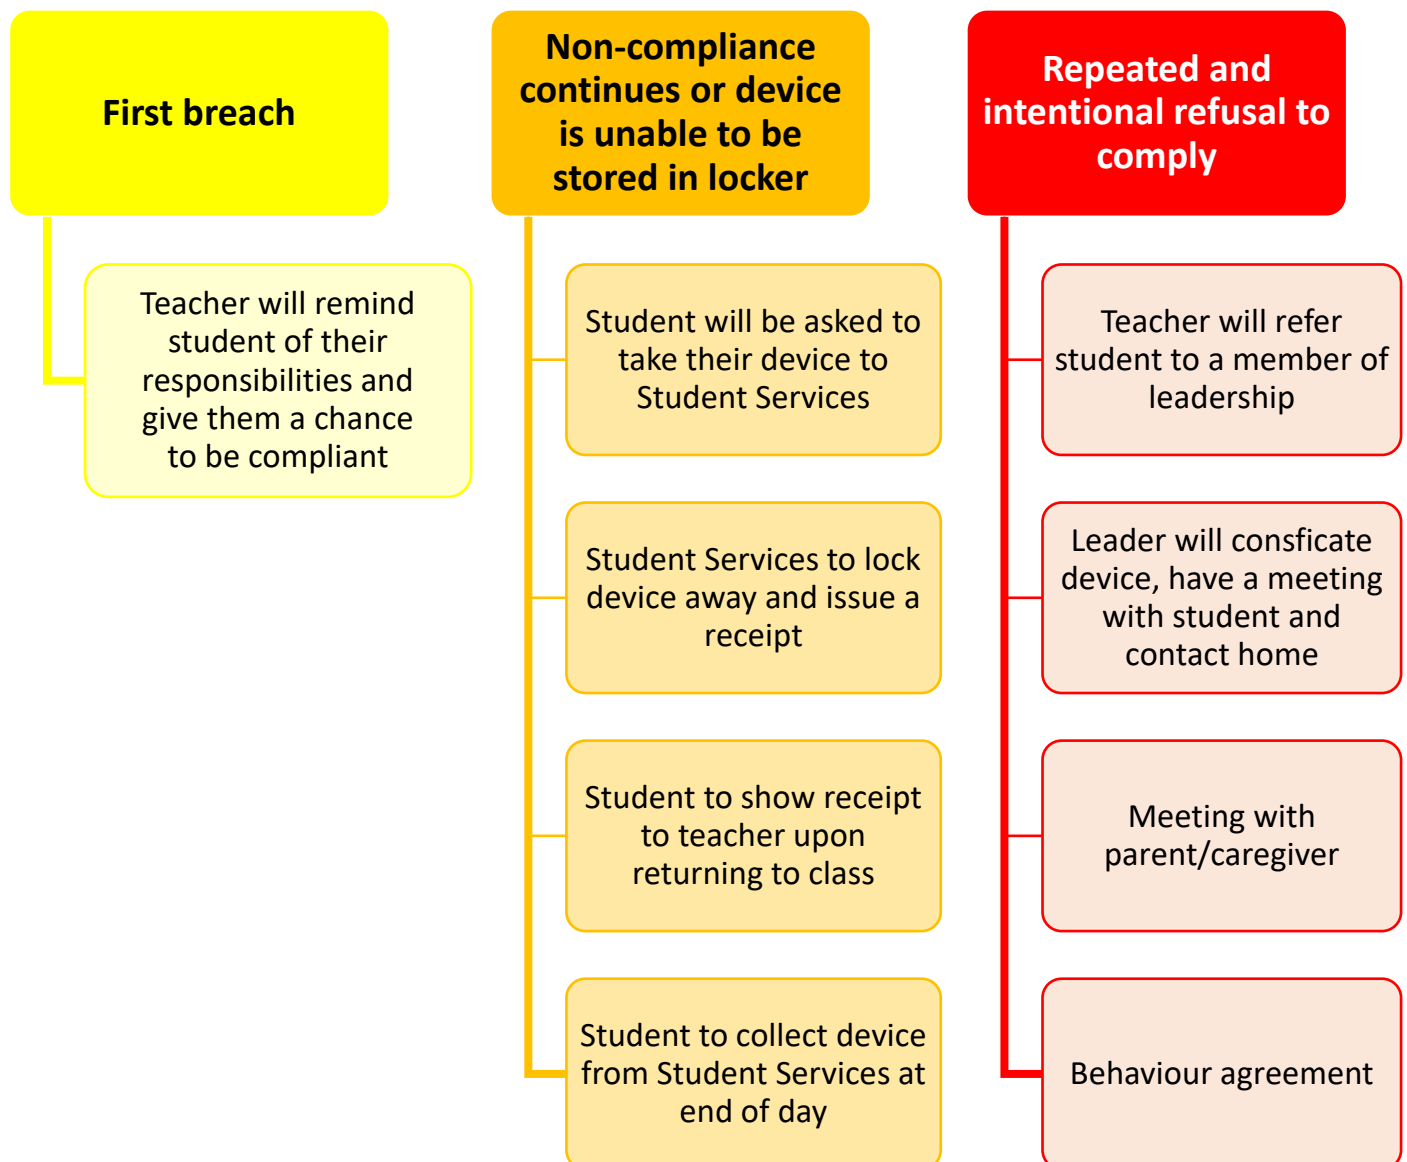 First breach
Teacher will remind
student of their
responsibilities and
give them a chance
to be compliant
Non-compliance
continues or device
is unable to be
stored in locker
Student will be asked to
take their device to
Student Services
Student Services to lock
device away and issue a
receipt
Student to show receipt
to teacher upon
returning to class
Student to collect device
from Student Services at
end of day
Repeated and
intentional refusal to
comply
Teacher will refer
student to a member of
leadership
Leader will consficate
device, have a meeting
with student and
contact home
Meeting with
parent/caregiver
Behaviour agreement